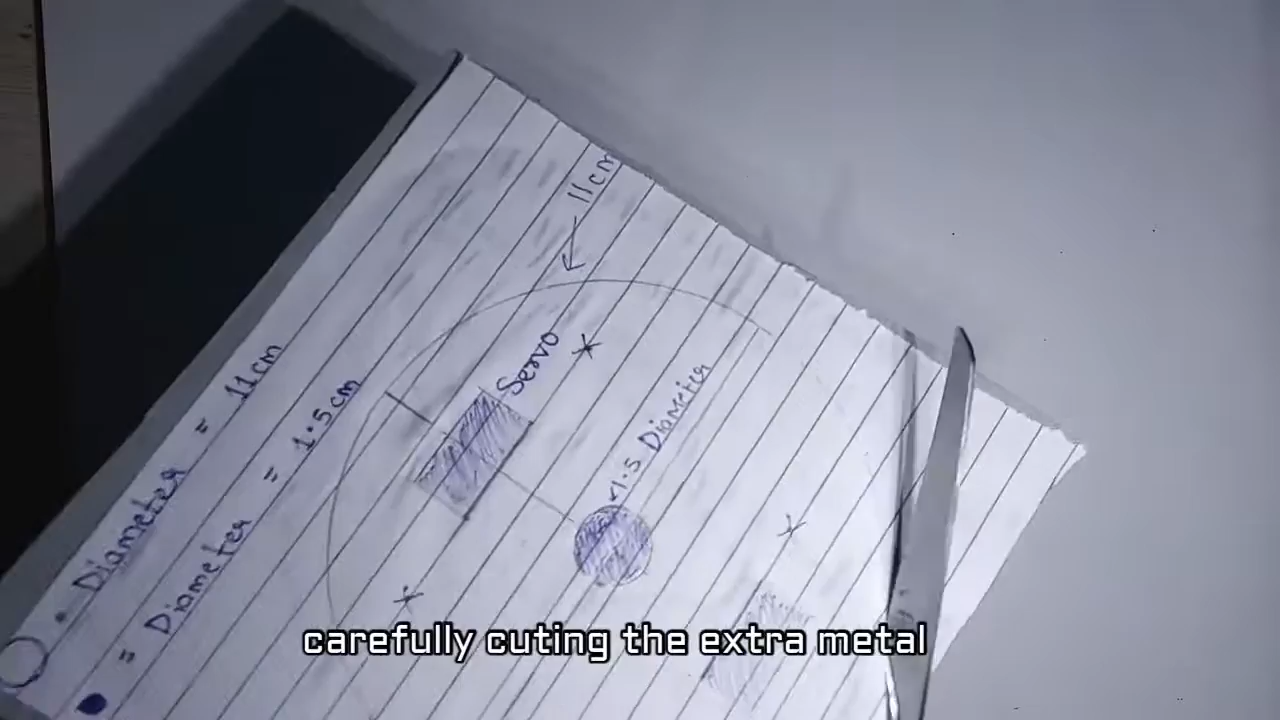 Diameter = 11cm
= Diameter = 1.5cm
11cm
Servo
1.5 Diameter
carefully cuting the extra metal